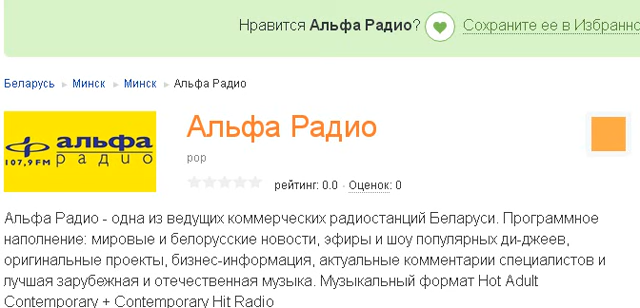 Нравится Альфа Радио? Сохраните ее в Избранно
Беларусь ▸ Минск ▸ Минск ▸ Альфа Радио
альфа
107,9 FM радио
Альфа Радио
pop
рейтинг: 0.0 · Оценок: 0
Альфа Радио - одна из ведущих коммерческих радиостанций Беларуси. Программное
наполнение: мировые и белорусские новости, эфиры и шоу популярных ди-джеев,
оригинальные проекты, бизнес-информация, актуальные комментарии специалистов и
лучшая зарубежная и отечественная музыка. Музыкальный формат Hot Adult
Contemporary + Contemporary Hit Radio